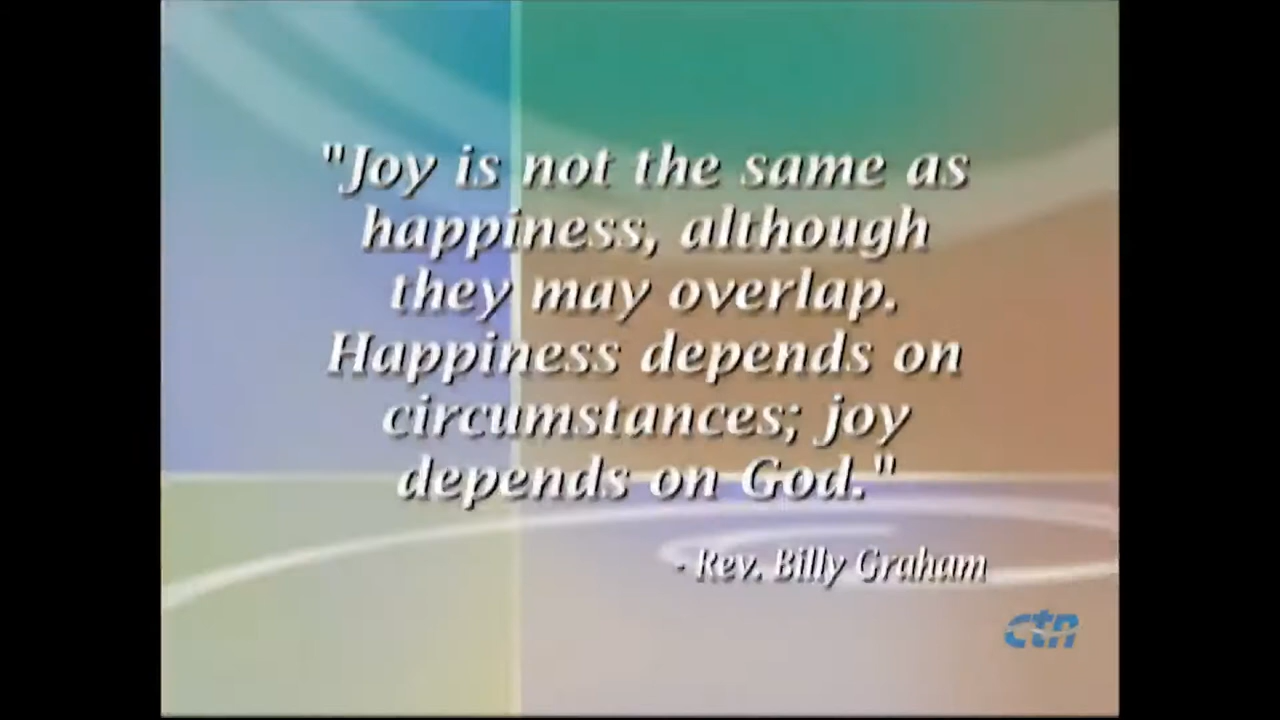 "Joy is not the same as
happiness, although
they may overlap.
Happiness depends on
circumstances; joy
depends on God."
- Rev. Billy Graham
ctn